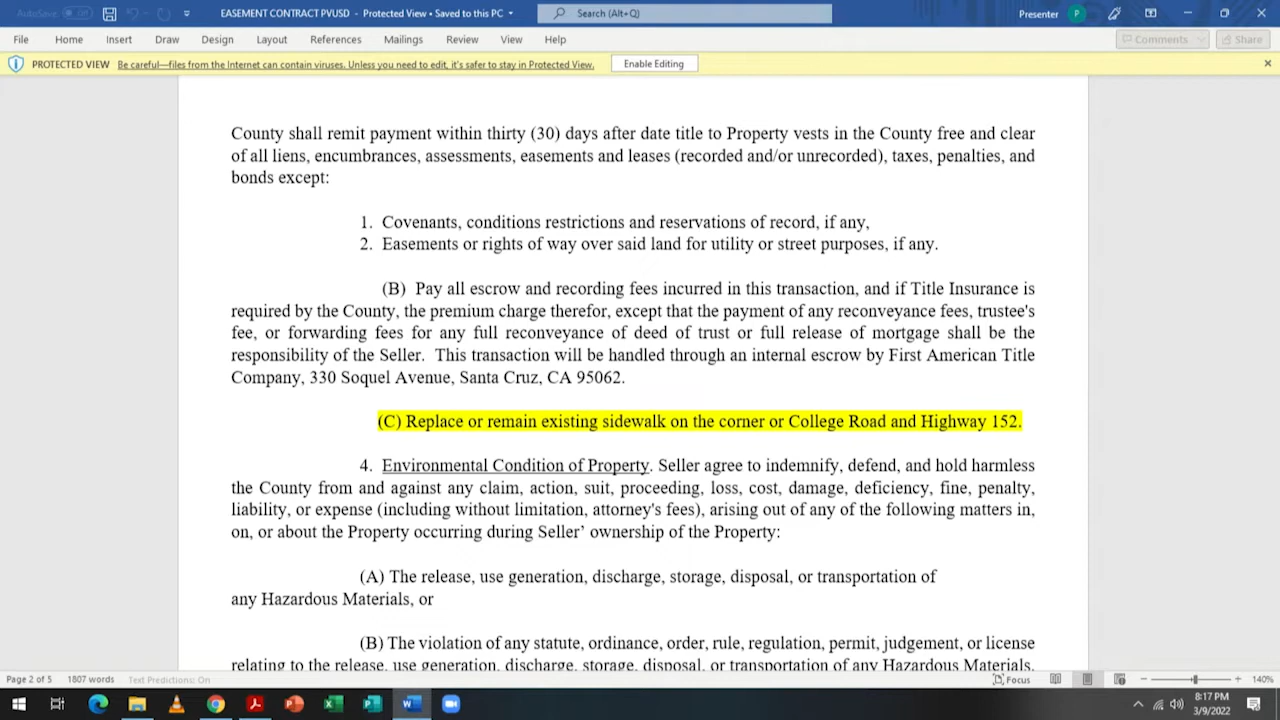 AutoSave Off EASEMENT CONTRACT PVUSD - Protected View • Saved to this PC Search (Alt+Q) Presenter P
File Home Insert Draw Design Layout References Mailings Review View Help Comments Share
PROTECTED VIEW Be careful—files from the Internet can contain viruses. Unless you need to edit, it's safer to stay in Protected View. Enable Editing
County shall remit payment within thirty (30) days after date title to Property vests in the County free and clear
of all liens, encumbrances, assessments, easements and leases (recorded and/or unrecorded), taxes, penalties, and
bonds except:
1. Covenants, conditions restrictions and reservations of record, if any,
2. Easements or rights of way over said land for utility or street purposes, if any.
(B) Pay all escrow and recording fees incurred in this transaction, and if Title Insurance is
required by the County, the premium charge therefor, except that the payment of any reconveyance fees, trustee's
fee, or forwarding fees for any full reconveyance of deed of trust or full release of mortgage shall be the
responsibility of the Seller. This transaction will be handled through an internal escrow by First American Title
Company, 330 Soquel Avenue, Santa Cruz, CA 95062.
(C) Replace or remain existing sidewalk on the corner or College Road and Highway 152.
4. Environmental Condition of Property. Seller agree to indemnify, defend, and hold harmless
the County from and against any claim, action, suit, proceeding, loss, cost, damage, deficiency, fine, penalty,
liability, or expense (including without limitation, attorney's fees), arising out of any of the following matters in,
on, or about the Property occurring during Seller' ownership of the Property:
(A) The release, use generation, discharge, storage, disposal, or transportation of
any Hazardous Materials, or
(B) The violation of any statute, ordinance, order, rule, regulation, permit, judgement, or license
relating to the release, use generation, discharge, storage, disposal, or transportation of any Hazardous Materials.
Page 2 of 5 1807 words Text Predictions: On Focus 140%
8:17 PM
3/9/2022